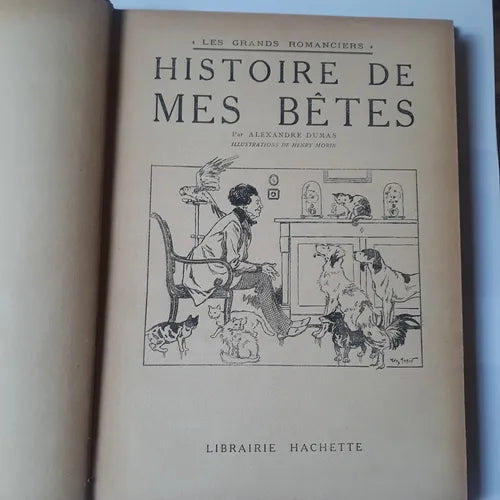 LES GRANDS ROMANCIERS
HISTOIRE DE
MES BÊTES
Par ALEXANDRE DUMAS
ILLUSTRATIONS DE HENRY MORIN
LIBRAIRIE HACHETTE